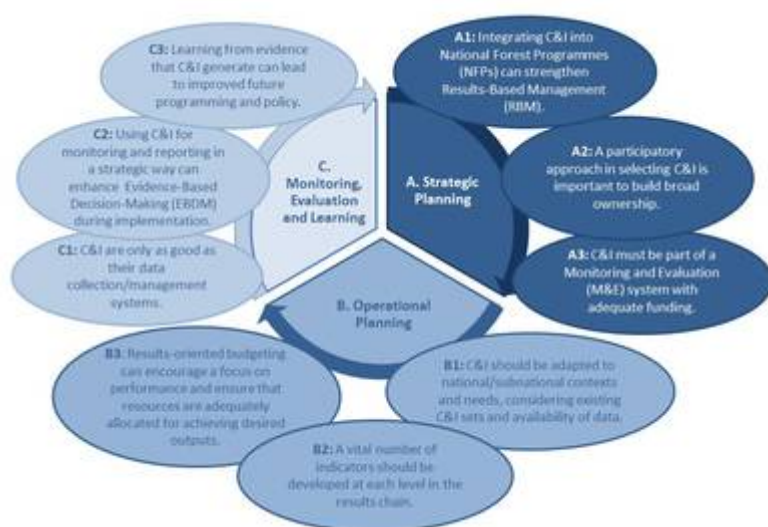 C3: Learning from evidence
that C&I generate can lead
to improved future
programming and policy.
A1: Integrating C&I into
National Forest Programmes
(NFPs) can strengthen
Results-Based Management
(RBM).
C2: Using C&I for
monitoring and reporting in
a strategic way can
enhance Evidence-Based
Decision-Making (EBDM)
during implementation.
C.
Monitoring,
Evaluation
and Learning
A. Strategic
Planning
A2: A participatory
approach in selecting C&I is
important to build broad
ownership.
C1: C&I are only as good as
their data
collection/management
systems.
A3: C&I must be part of a
Monitoring and Evaluation
(M&E) system with
adequate funding.
B. Operational
Planning
B3: Results-oriented budgeting
can encourage a focus on
performance and ensure that
resources are adequately
allocated for achieving desired
outputs.
B1: C&I should be adapted to
national/subnational contexts
and needs, considering existing
C&I sets and availability of data.
B2: A vital number of
indicators should be
developed at each level in the
results chain.